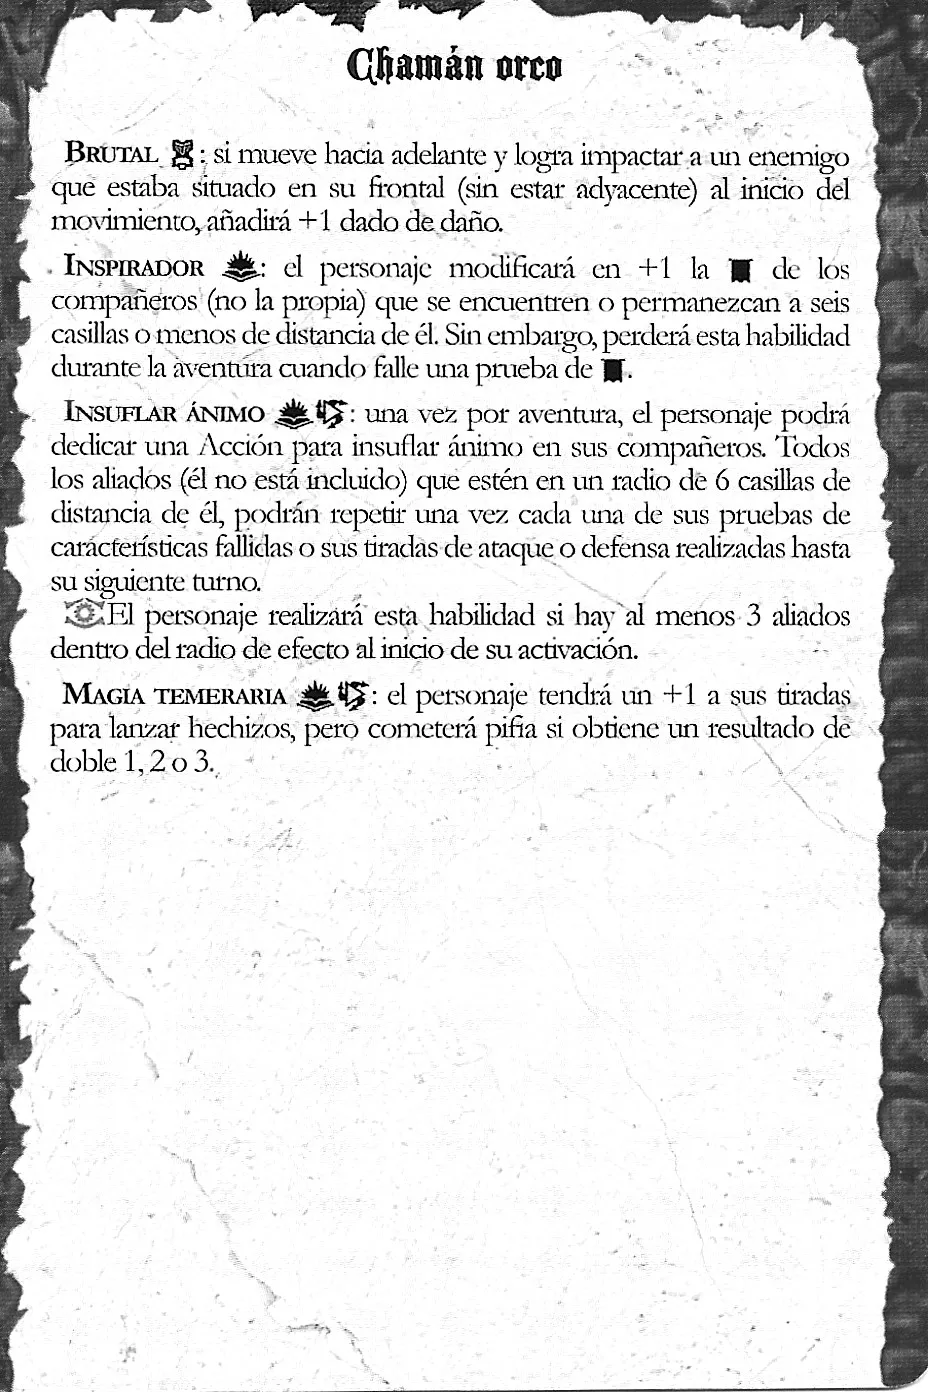 Chamán orco
BRUTAL : si mueve hacia adelante y logra impactar a un enemigo
que estaba situado en su frontal (sin estar adyacente) al inicio del
movimiento, añadirá +1 dado de daño.
INSPIRADOR : el personaje modificará en +1 la de los
compañeros (no la propia) que se encuentren o permanezcan a seis
casillas o menos de distancia de él. Sin embargo, perderá esta habilidad
durante la aventura cuando falle una prueba de .
INSUFLAR ÁNIMO : una vez por aventura, el personaje podrá
dedicar una Acción para insuflar ánimo en sus compañeros. Todos
los aliados (él no está incluido) que estén en un radio de 6 casillas de
distancia de él, podrán repetir una vez cada una de sus pruebas de
características fallidas o sus tiradas de ataque o defensa realizadas hasta
su siguiente turno.
El personaje realizará esta habilidad si hay al menos 3 aliados
dentro del radio de efecto al inicio de su activación.
MAGIA TEMERARIA : el personaje tendrá un +1 a sus tiradas
para lanzar hechizos, pero cometerá pifia si obtiene un resultado de
doble 1, 2 o 3.